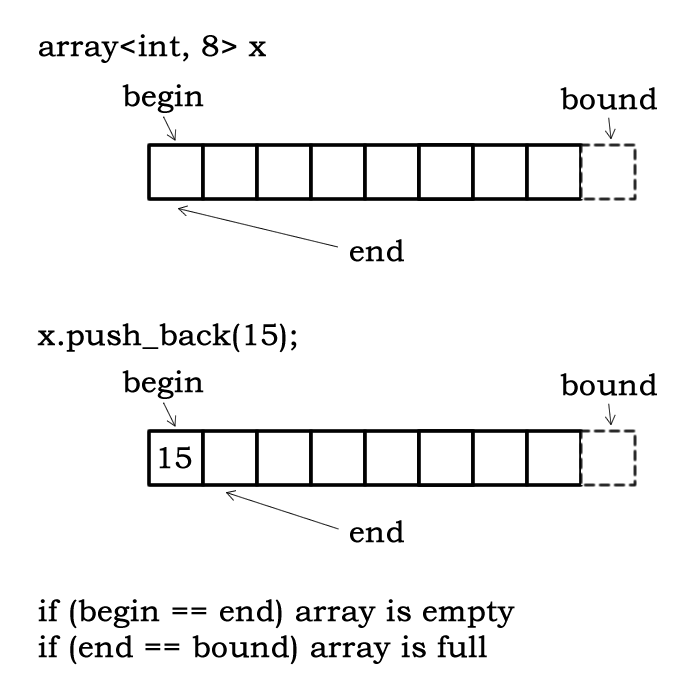 array<int, 8> x
begin
bound
end
x.push_back(15);
begin
bound
15
end
if (begin == end) array is empty
if (end == bound) array is full